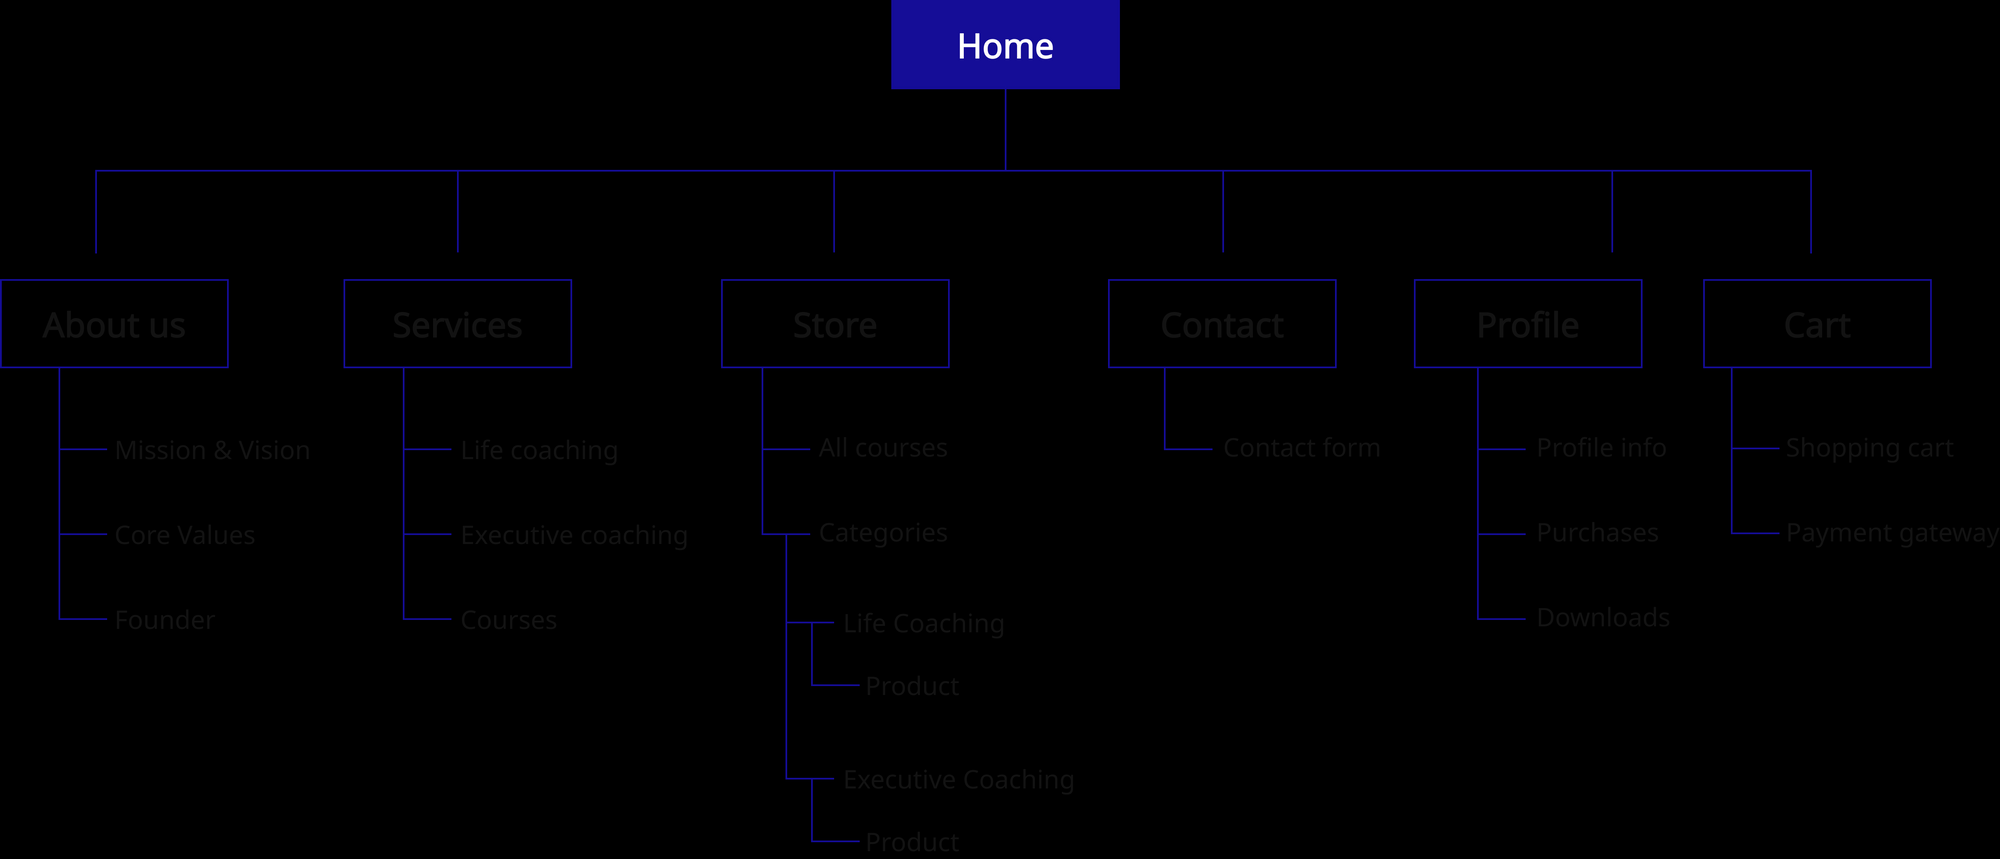 Home
About us
Services
Store
Contact
Profile
Cart
Mission & Vision
Core Values
Founder
Life coaching
Executive coaching
Courses
All courses
Categories
Life Coaching
Product
Executive Coaching
Product
Contact form
Profile info
Purchases
Downloads
Shopping cart
Payment gateway